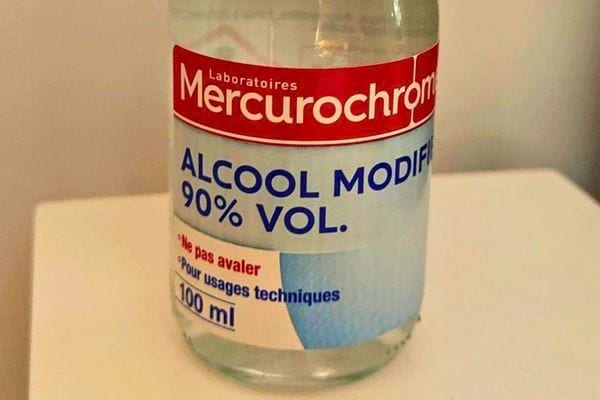 Laboratoires
Mercurochrom
ALCOOL MODIFI
90% VOL.
Ne pas avaler
Pour usages techniques
100 ml